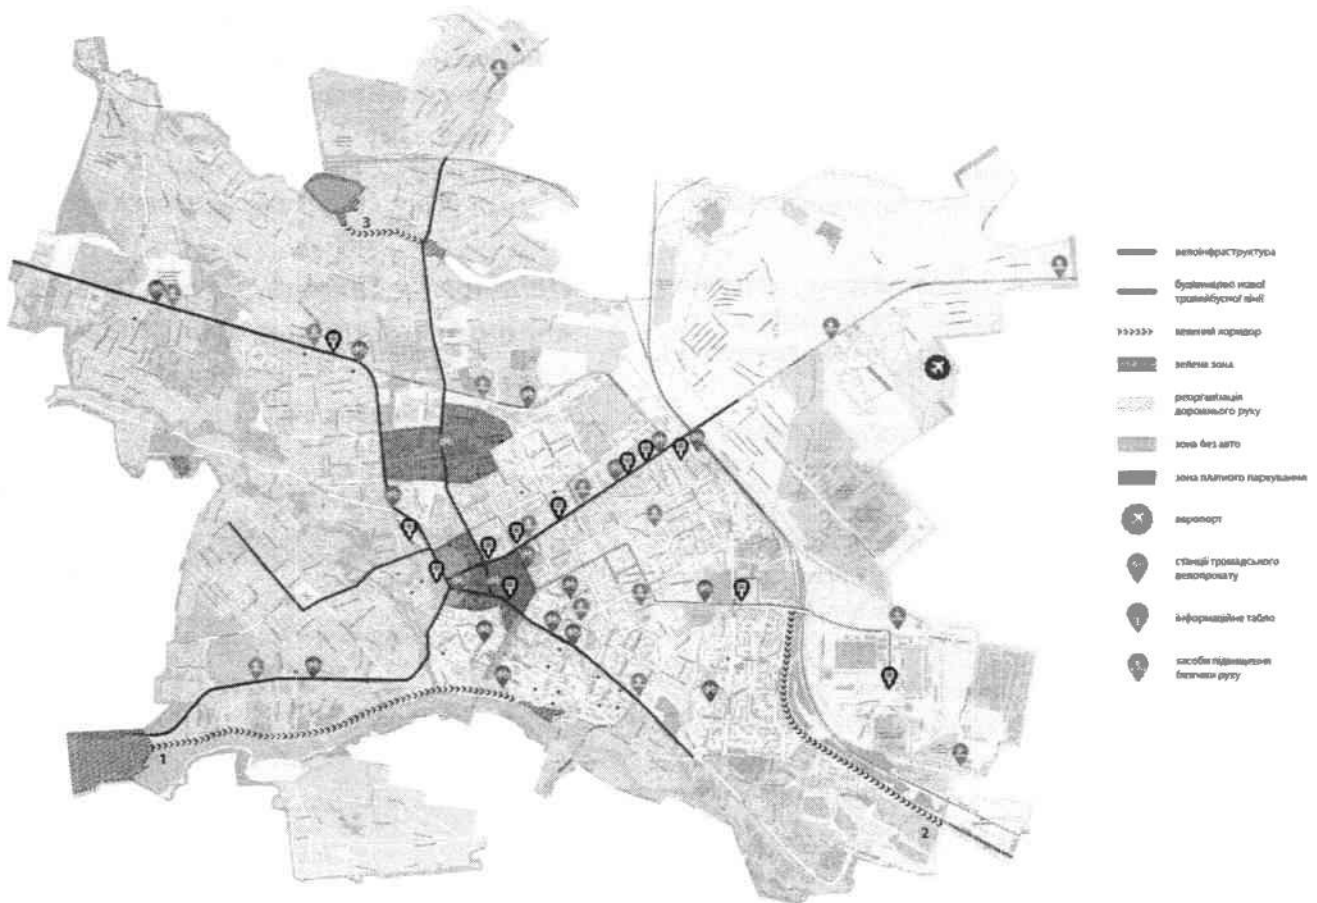 3
1
2
велоінфраструктура
будівництво нової
тролейбусної лінії
зелений коридор
зелена зона
реорганізація
дорожнього руху
зона без авто
зона платного паркування
аеропорт
станції громадського
велопрокату
інформаційне табло
засоби підвищення
безпеки руху